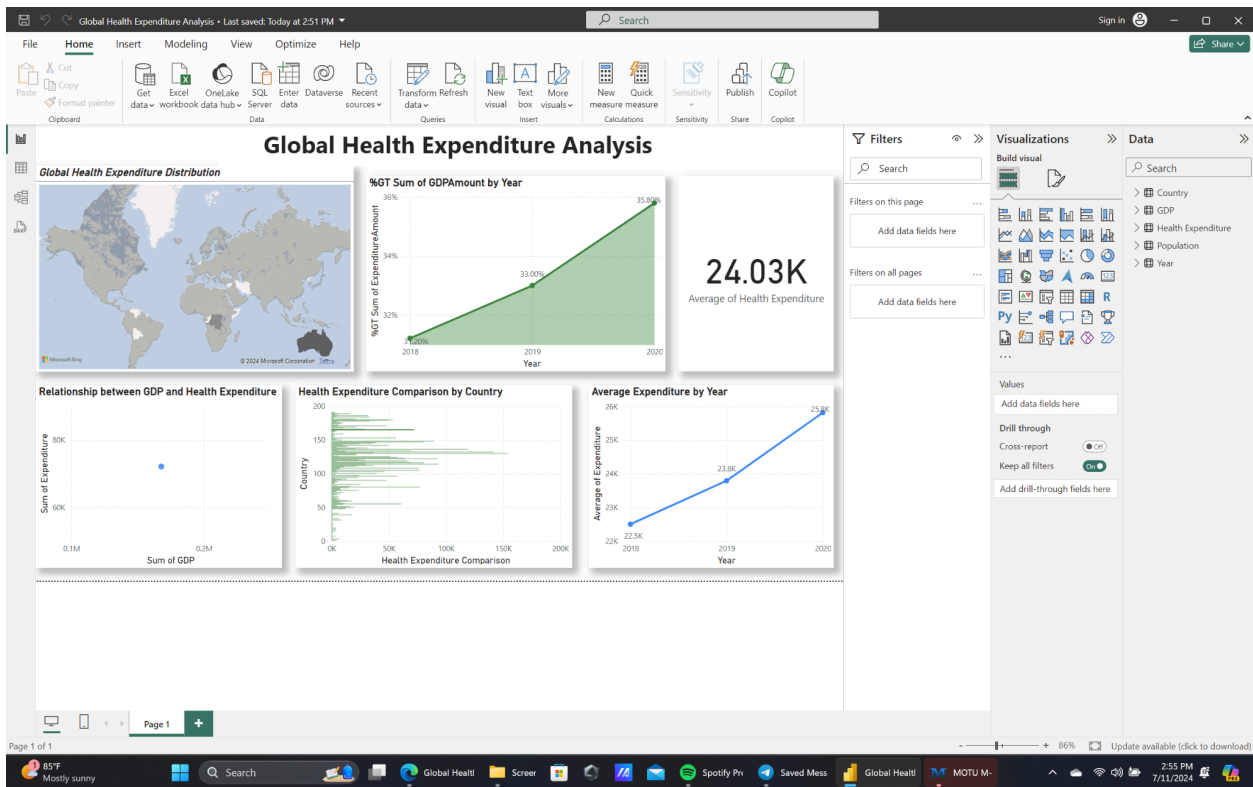 Global Health Expenditure Analysis • Last saved: Today at 2:51 PM
Search
Sign in
File Home Insert Modeling View Optimize Help
Share
Paste
Cut
Copy
Format painter
Get data
Excel workbook
OneLake data hub
SQL Server
Enter data
Dataverse
Recent sources
Transform data
Refresh
New visual
Text box
More visuals
New measure
Quick measure
Sensitivity
Publish
Copilot
Clipboard
Data
Queries
Insert
Calculations
Sensitivity
Share
Copilot
Global Health Expenditure Analysis
Global Health Expenditure Distribution
Microsoft Bing
© 2024 Microsoft Corporation Terms
%GT Sum of GDPAmount by Year
%GT Sum of ExpenditureAmount
36%
34%
32%
35.80%
33.00%
2018
2019
2020
Year
24.03K
Average of Health Expenditure
Relationship between GDP and Health Expenditure
Sum of Expenditure
80K
60K
0.1M
0.2M
Sum of GDP
Health Expenditure Comparison by Country
Country
200
150
100
50
0
0K
50K
100K
150K
200K
Health Expenditure Comparison
Average Expenditure by Year
Average of Expenditure
26K
25K
24K
23K
22K
25.8K
23.8K
22.5K
2018
2019
2020
Year
Filters
Search
Filters on this page
Add data fields here
Filters on all pages
Add data fields here
Visualizations
Build visual
123
R
Py
Values
Add data fields here
Drill through
Cross-report
Off
Keep all filters
On
Add drill-through fields here
Data
Search
Country
GDP
Health Expenditure
Population
Year
Page 1
Page 1 of 1
86%
Update available (click to download)
1
85°F
Mostly sunny
Search
Global Healtl
Screer
Spotify Pre
Saved Mess
Global Healtl
MOTU M-
2:55 PM
7/11/2024